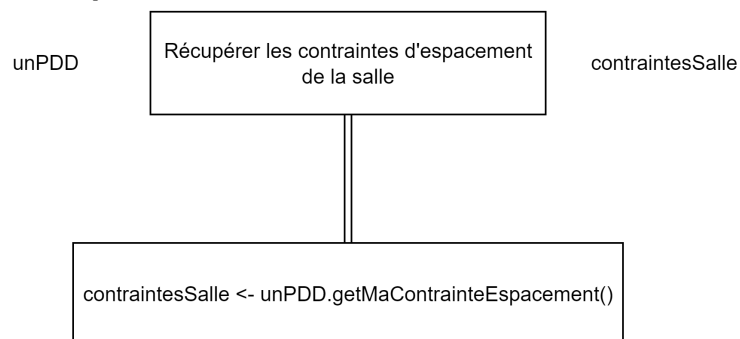 Récupérer les contraintes d'espacement
de la salle
unPDD
contraintesSalle
contraintesSalle <- unPDD.getMaContrainteEspacement()